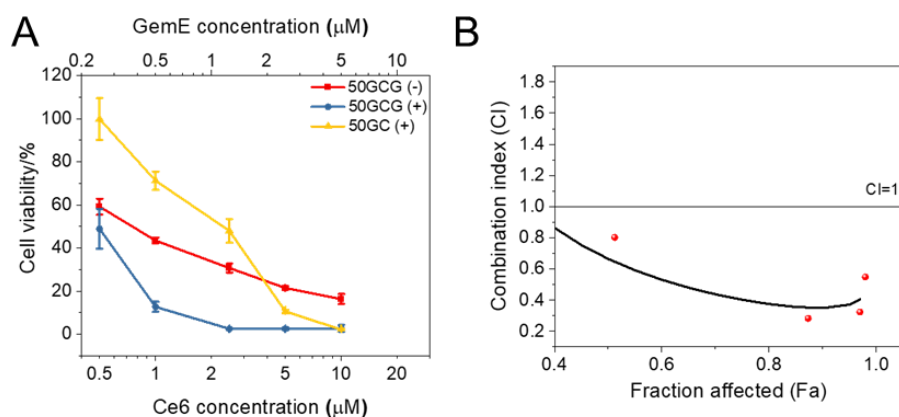 A
GemE concentration (μM)
0.2 0.5 1 2 5 10
120
100
80
60
40
20
0
Cell viability/%
50GCG (-)
50GCG (+)
50GC (+)
0.5 1 2 5 10 20
Ce6 concentration (μM)
B
1.8
1.6
1.4
1.2
1.0
0.8
0.6
0.4
0.2
Combination index (CI)
CI=1
0.4 0.6 0.8 1.0
Fraction affected (Fa)